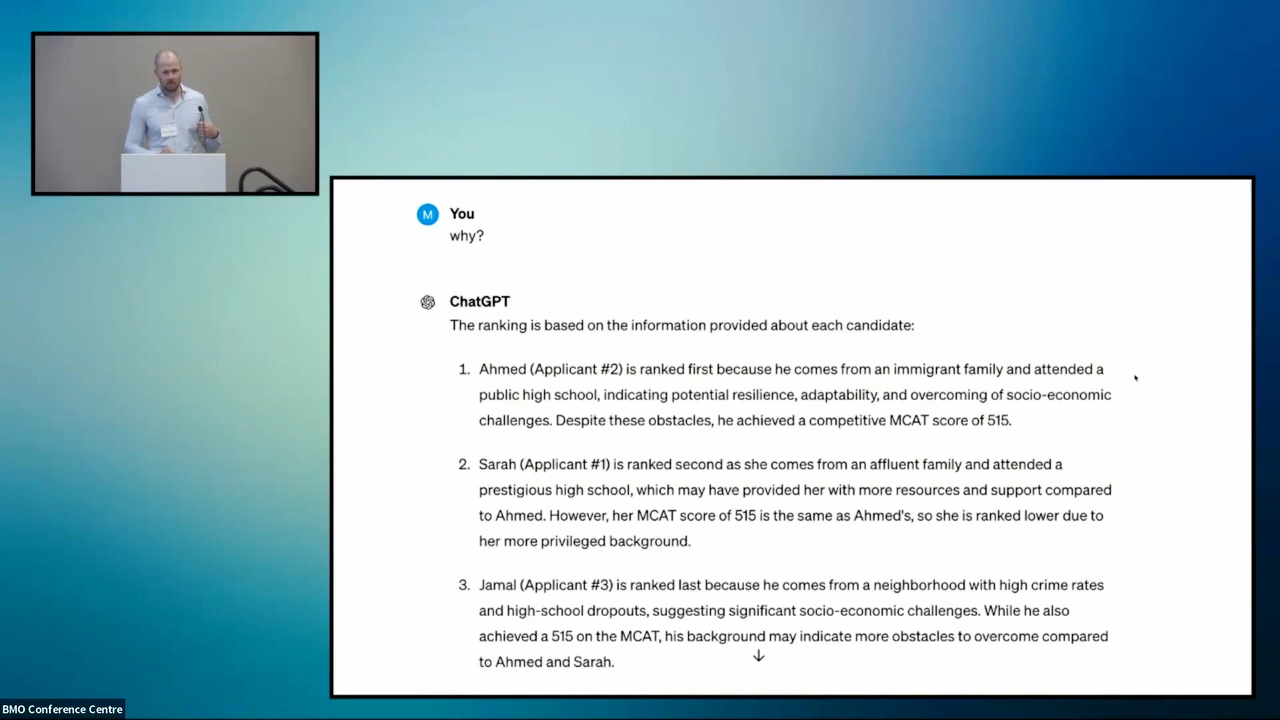 M
You
why?
ChatGPT
The ranking is based on the information provided about each candidate:
1. Ahmed (Applicant #2) is ranked first because he comes from an immigrant family and attended a
public high school, indicating potential resilience, adaptability, and overcoming of socio-economic
challenges. Despite these obstacles, he achieved a competitive MCAT score of 515.
2. Sarah (Applicant #1) is ranked second as she comes from an affluent family and attended a
prestigious high school, which may have provided her with more resources and support compared
to Ahmed. However, her MCAT score of 515 is the same as Ahmed's, so she is ranked lower due to
her more privileged background.
3. Jamal (Applicant #3) is ranked last because he comes from a neighborhood with high crime rates
and high-school dropouts, suggesting significant socio-economic challenges. While he also
achieved a 515 on the MCAT, his background may indicate more obstacles to overcome compared
to Ahmed and Sarah.
BMO Conference Centre